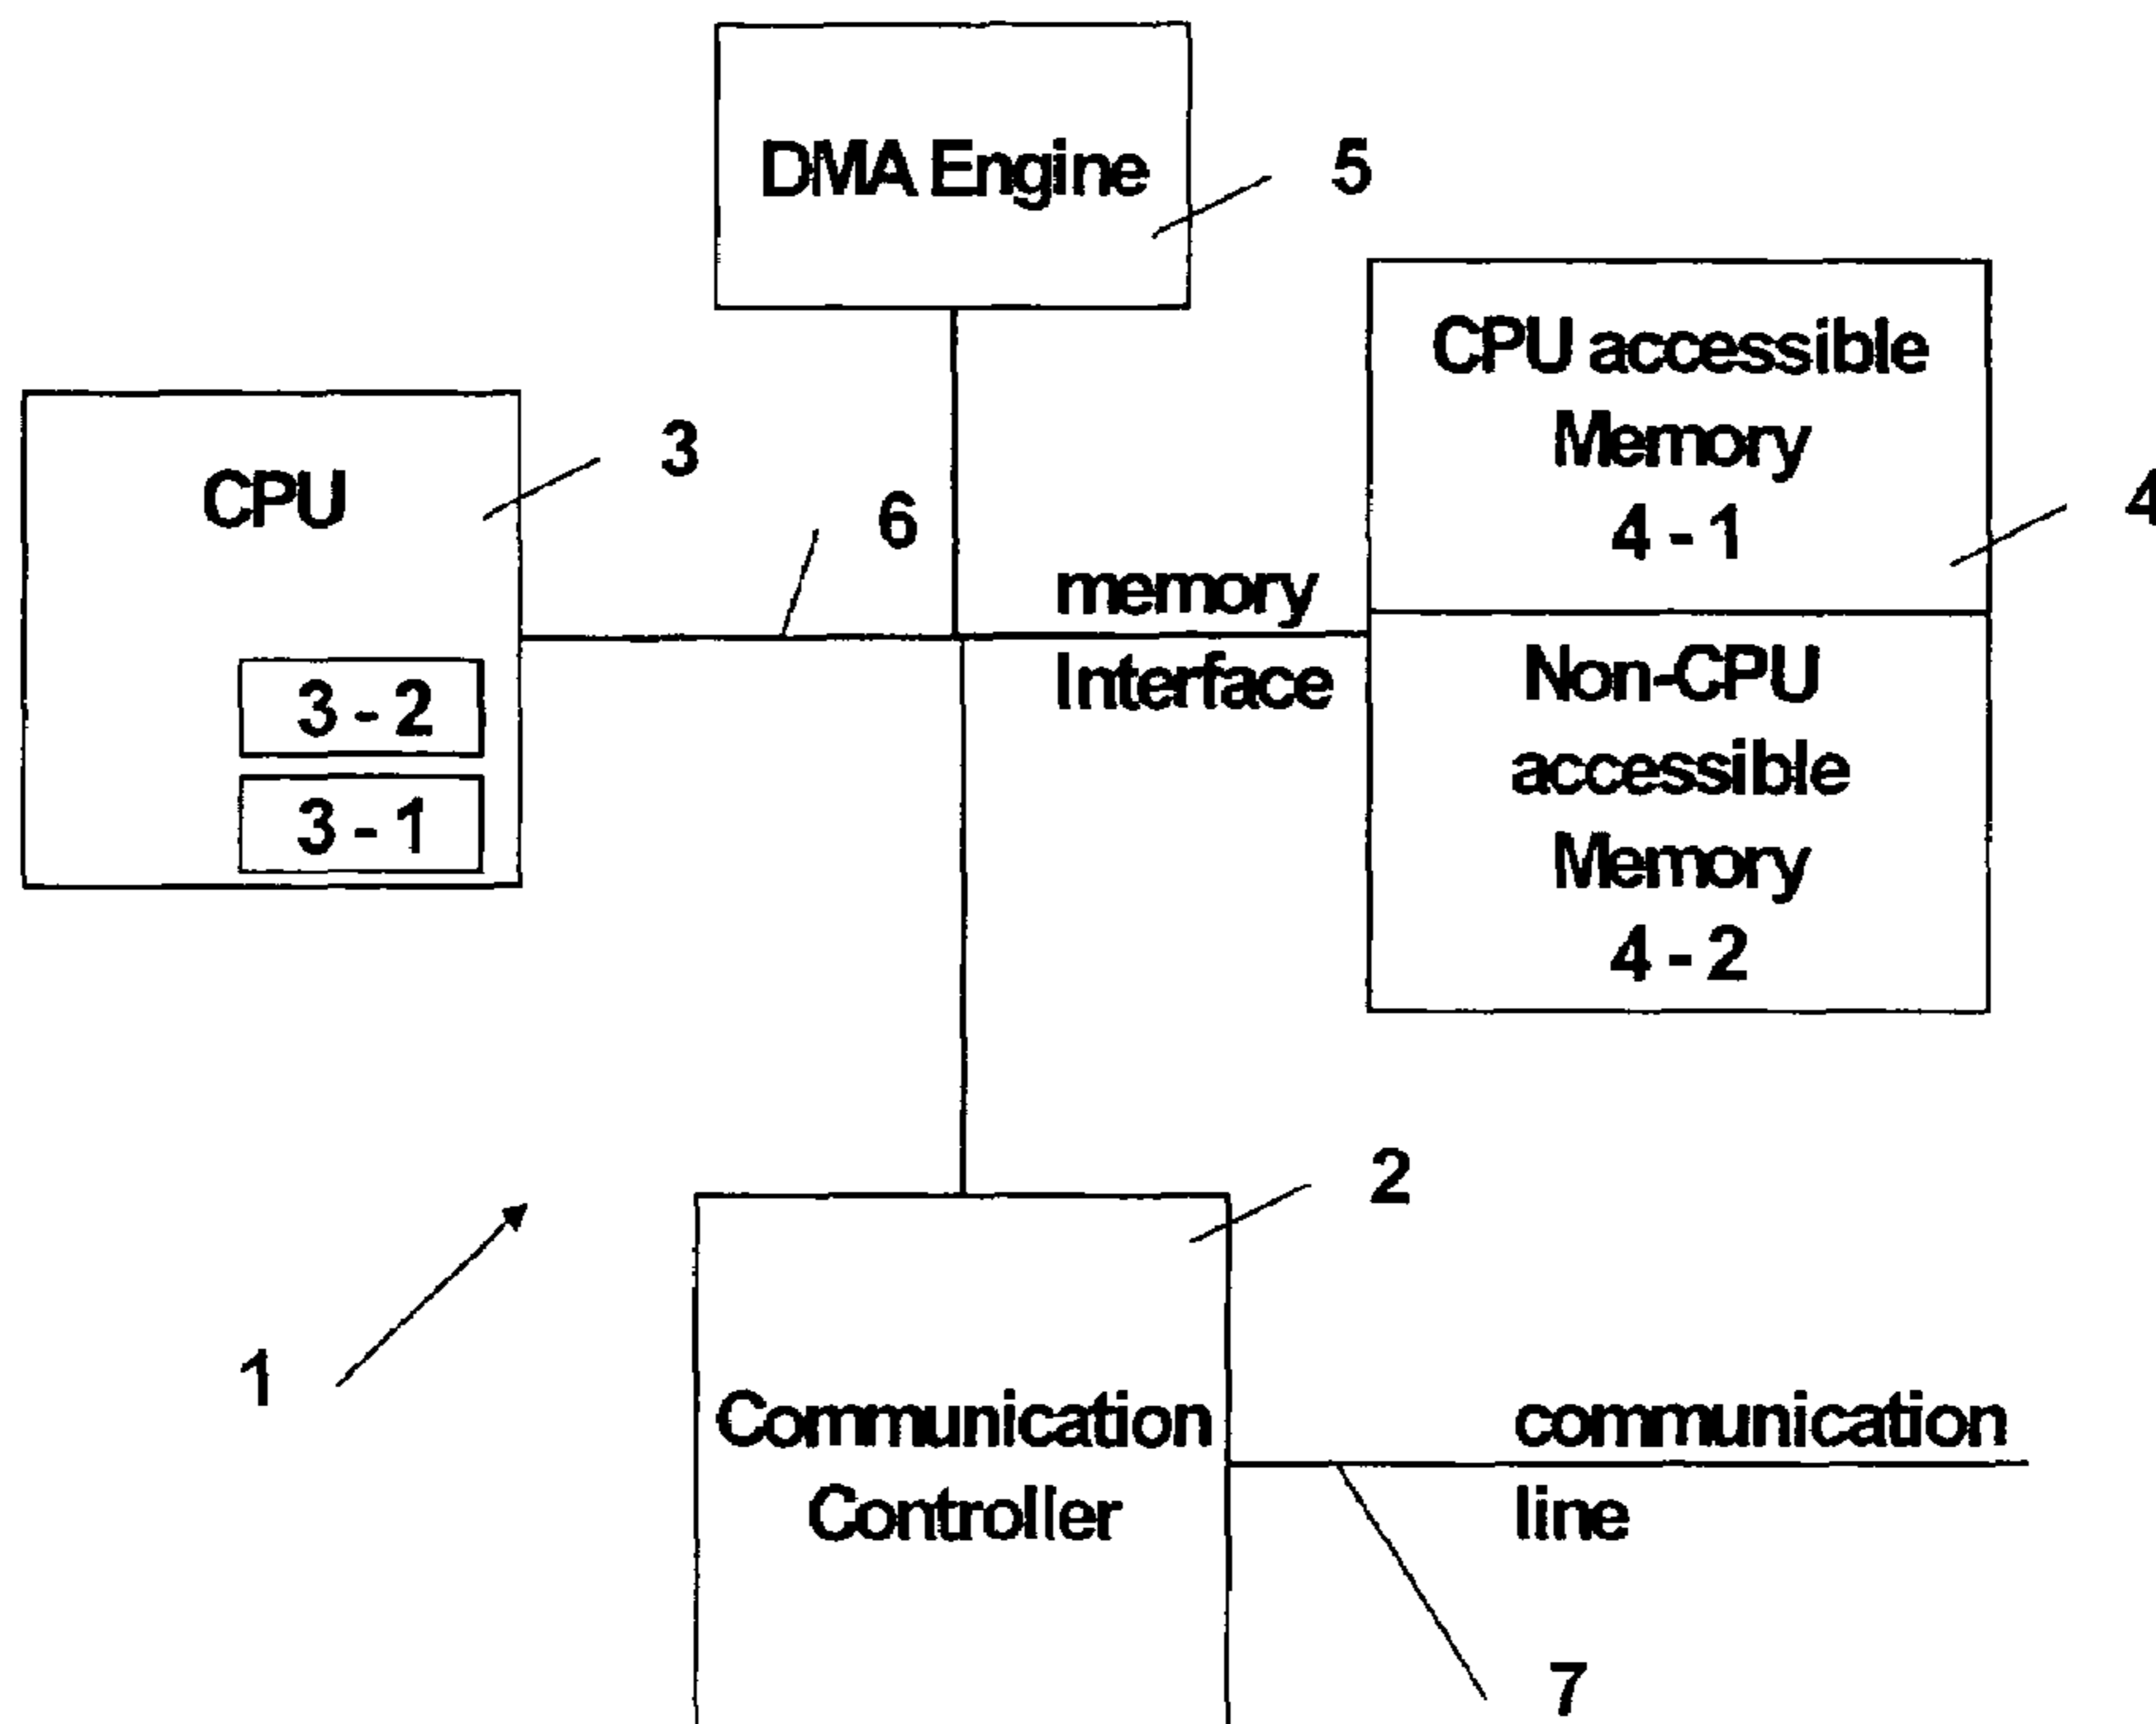 DMA Engine
5
CPU accessible
Memory
4 - 1
4
CPU
3
6
memory
Interface
Non-CPU
accessible
Memory
4 - 2
3 - 2
3 - 1
2
1
Communication
Controller
communication
line
7